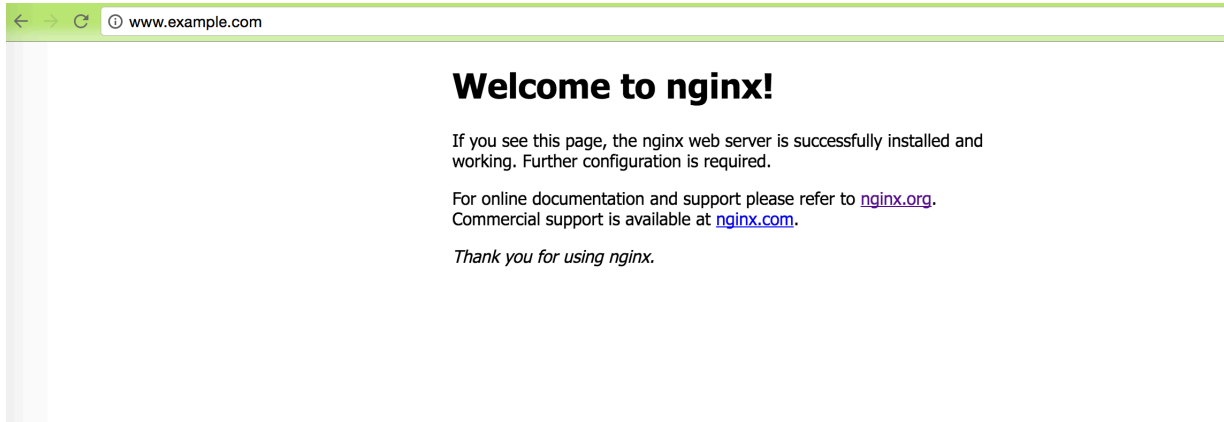 www.example.com
Welcome to nginx!
If you see this page, the nginx web server is successfully installed and
working. Further configuration is required.
For online documentation and support please refer to nginx.org.
Commercial support is available at nginx.com.
Thank you for using nginx.